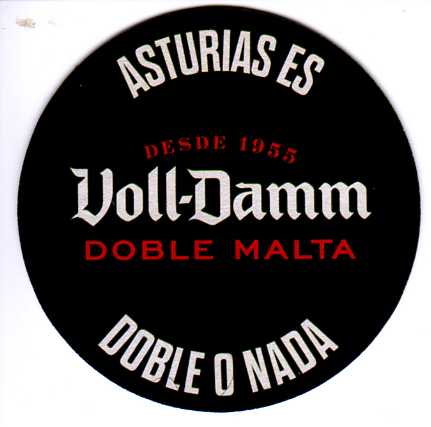 ASTURIAS ES
DESDE 1955
Voll-Damm
DOBLE MALTA
DOBLE O NADA